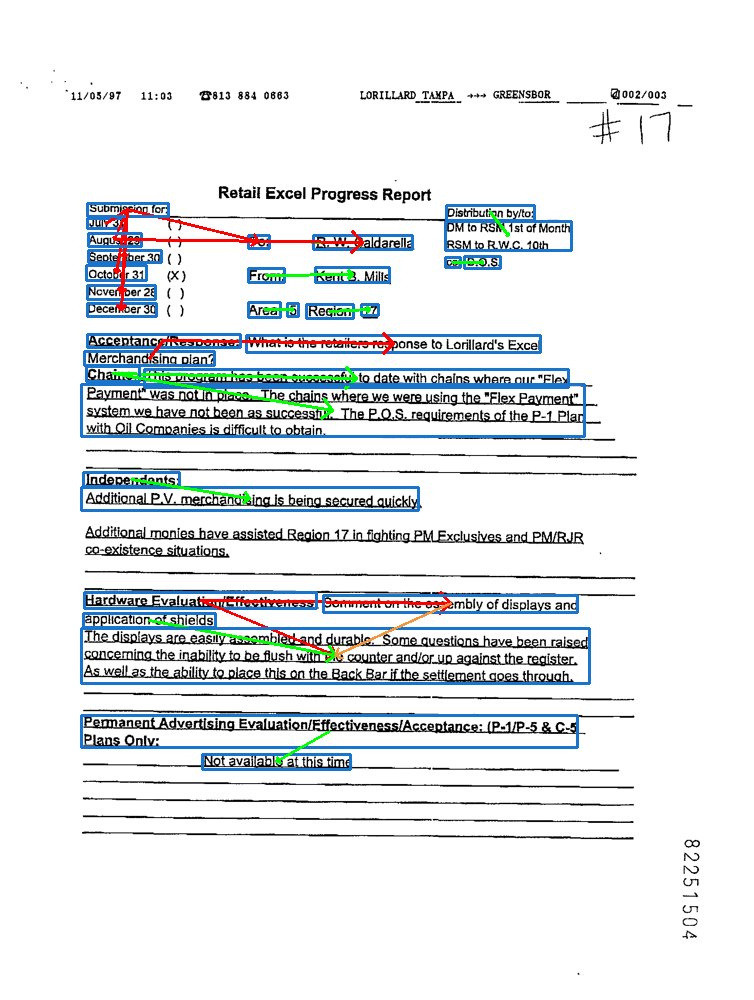 11/05/97 11:03 ☎813 884 0663 LORILLARD TAMPA →→→ GREENSBOR 002/003
# 17
Retail Excel Progress Report
Submission for: Distribution by/to:
July 31 ( ) DM to RSM 1st of Month
August 29 ( ) To: R. W. Caldarella RSM to R.W.C. 10th
September 30 ( ) cc: D.O.S.
October 31 (X) From: Kent B. Mills
November 28 ( )
December 30 ( ) Area 5 Region 17
Acceptance/Response: What is the retailers response to Lorillard's Excel
Merchandising plan?
Chains: This program has been successful to date with chains where our "Flex
Payment" was not in place. The chains where we were using the "Flex Payment"
system we have not been as successful. The P.O.S. requirements of the P-1 Plan
with Oil Companies is difficult to obtain.
Independents:
Additional P.V. merchandising is being secured quickly.
Additional monies have assisted Region 17 in fighting PM Exclusives and PM/RJR
co-existence situations.
Hardware Evaluation/Effectiveness: Comment on the assembly of displays and
application of shields
The displays are easily assembled and durable. Some questions have been raised
concerning the inability to be flush with the counter and/or up against the register.
As well as the ability to place this on the Back Bar if the settlement goes through.
Permanent Advertising Evaluation/Effectiveness/Acceptance: (P-1/P-5 & C-5
Plans Only:
Not available at this time
82251504